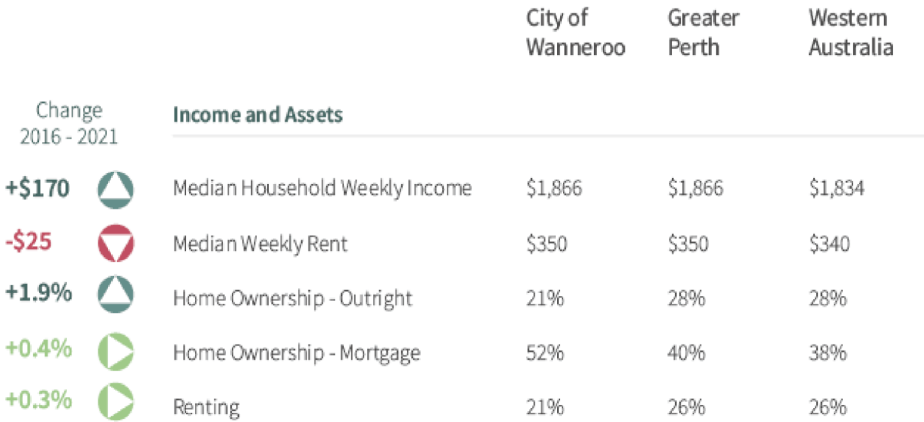 City of Greater Western
Wanneroo Perth Australia
Change
2016 - 2021
Income and Assets
+$170 Median Household Weekly Income $1,866 $1,866 $1,834
-$25 Median Weekly Rent $350 $350 $340
+1.9% Home Ownership - Outright 21% 28% 28%
+0.4% Home Ownership - Mortgage 52% 40% 38%
+0.3% Renting 21% 26% 26%